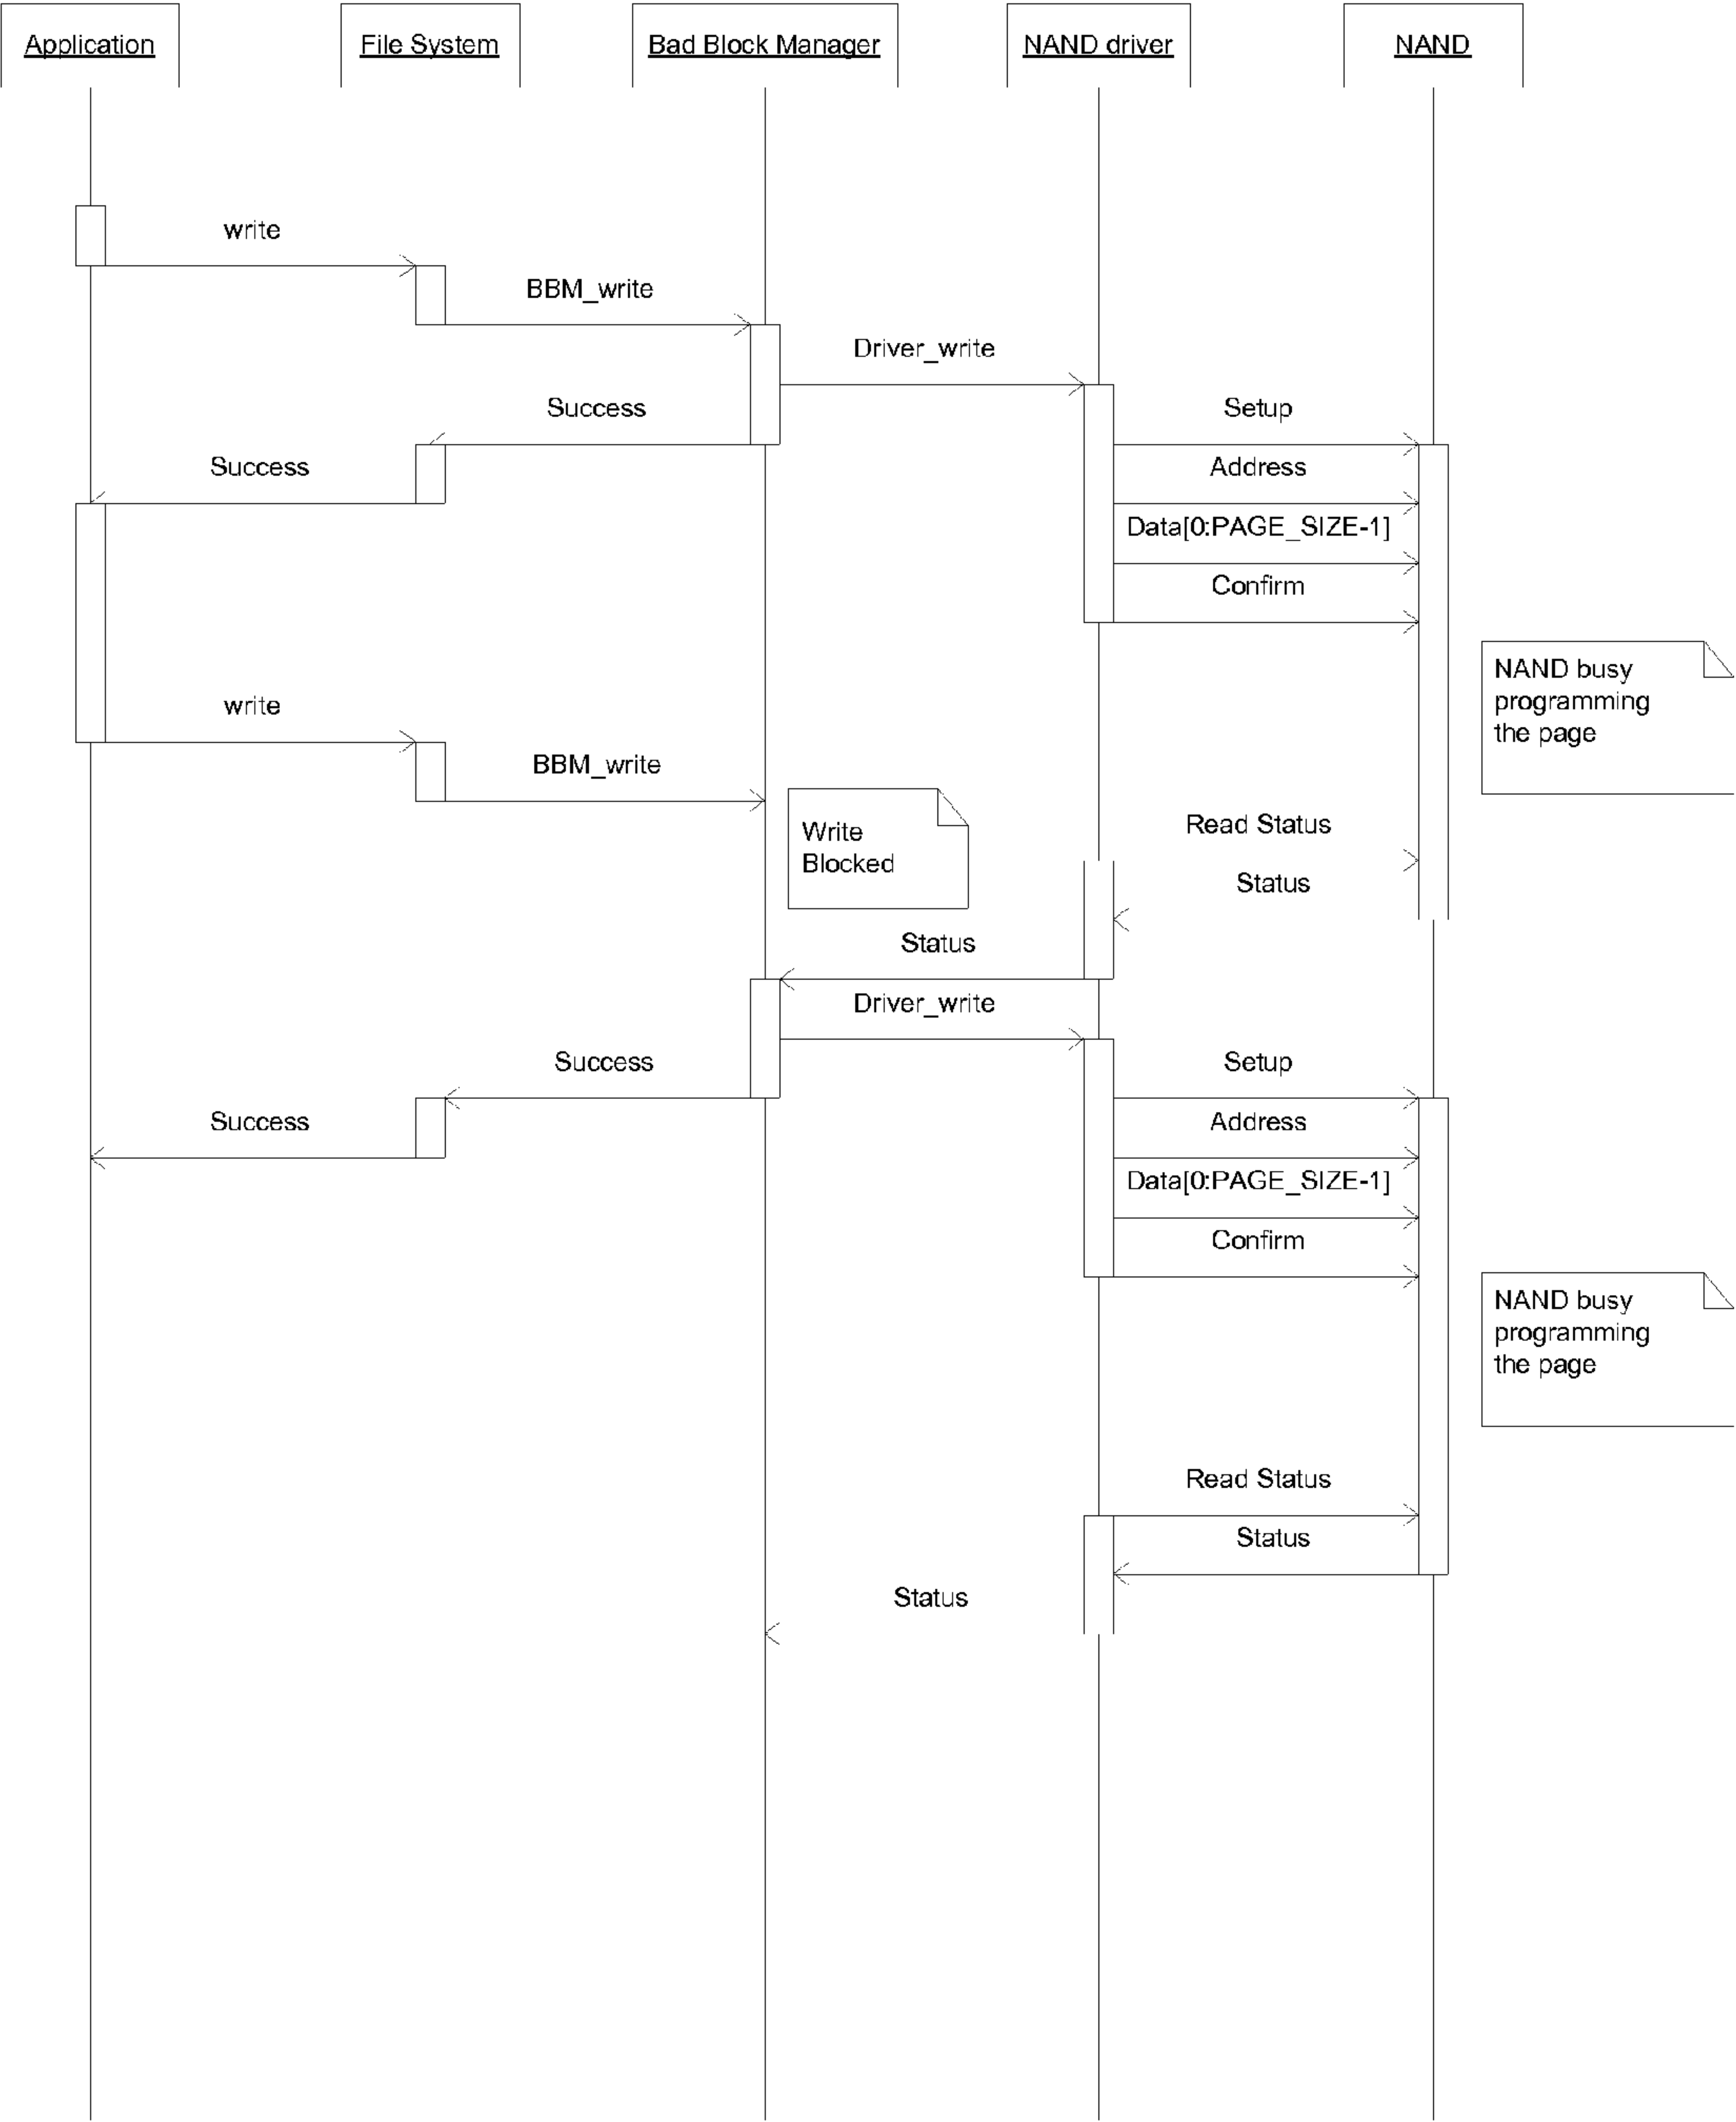 Application
File System
Bad Block Manager
NAND driver
NAND
write
BBM_write
Driver_write
Success
Setup
Success
Address
Data[0:PAGE_SIZE-1]
Confirm
NAND busy
programming
the page
write
BBM_write
Write
Blocked
Read Status
Status
Status
Driver_write
Success
Setup
Success
Address
Data[0:PAGE_SIZE-1]
Confirm
NAND busy
programming
the page
Read Status
Status
Status